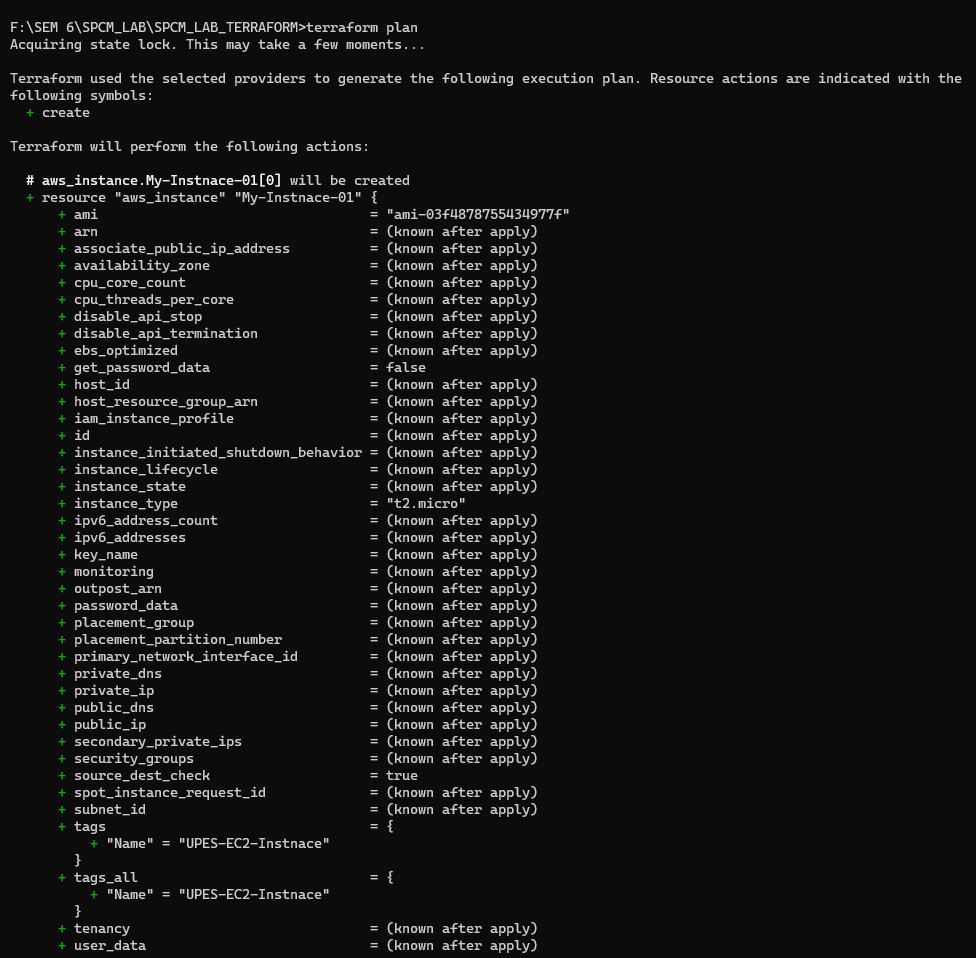 F:\SEM 6\SPCM_LAB\SPCM_LAB_TERRAFORM>terraform plan
Acquiring state lock. This may take a few moments...
Terraform used the selected providers to generate the following execution plan. Resource actions are indicated with the
following symbols:
  + create
Terraform will perform the following actions:
  # aws_instance.My-Instnace-01[0] will be created
  + resource "aws_instance" "My-Instnace-01" {
      + ami                                  = "ami-03f4878755434977f"
      + arn                                  = (known after apply)
      + associate_public_ip_address          = (known after apply)
      + availability_zone                    = (known after apply)
      + cpu_core_count                       = (known after apply)
      + cpu_threads_per_core                 = (known after apply)
      + disable_api_stop                     = (known after apply)
      + disable_api_termination              = (known after apply)
      + ebs_optimized                        = (known after apply)
      + get_password_data                    = false
      + host_id                              = (known after apply)
      + host_resource_group_arn              = (known after apply)
      + iam_instance_profile                 = (known after apply)
      + id                                   = (known after apply)
      + instance_initiated_shutdown_behavior = (known after apply)
      + instance_lifecycle                   = (known after apply)
      + instance_state                       = (known after apply)
      + instance_type                        = "t2.micro"
      + ipv6_address_count                   = (known after apply)
      + ipv6_addresses                       = (known after apply)
      + key_name                             = (known after apply)
      + monitoring                           = (known after apply)
      + outpost_arn                          = (known after apply)
      + password_data                        = (known after apply)
      + placement_group                      = (known after apply)
      + placement_partition_number           = (known after apply)
      + primary_network_interface_id         = (known after apply)
      + private_dns                          = (known after apply)
      + private_ip                           = (known after apply)
      + public_dns                           = (known after apply)
      + public_ip                            = (known after apply)
      + secondary_private_ips                = (known after apply)
      + security_groups                      = (known after apply)
      + source_dest_check                    = true
      + spot_instance_request_id             = (known after apply)
      + subnet_id                            = (known after apply)
      + tags                                 = {
          + "Name" = "UPES-EC2-Instnace"
        }
      + tags_all                             = {
          + "Name" = "UPES-EC2-Instnace"
        }
      + tenancy                              = (known after apply)
      + user_data                            = (known after apply)